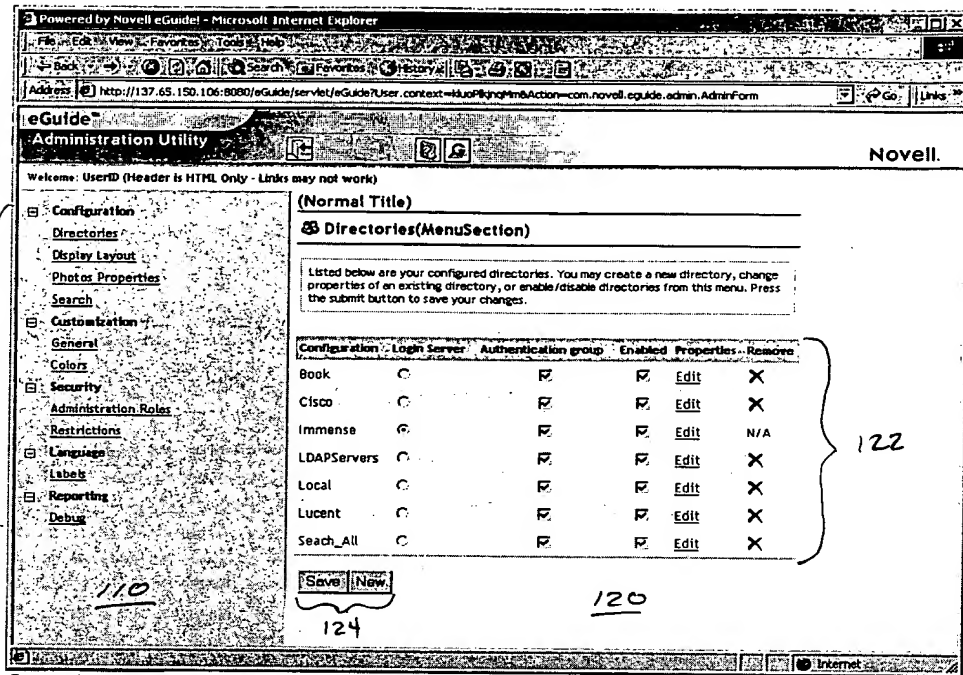 Powered by Novell eGuide! - Microsoft Internet Explorer
File Edit View Favorites Tools Help
Back Search Favorites History
Address http://137.65.150.106:8080/eGuide/servlet/eGuide?User.context= Go Links
eGuide™
Administration Utility
Novell.
Welcome: UserID (Header is HTML Only - Links may not work)
Configuration
Directories
Display Layout
Photos Properties
Search
Customization
General
Colors
Security
Administration Roles
Restrictions
Language
Labels
Reporting
Debug
110
(Normal Title)
Directories(MenuSection)
Listed below are your configured directories. You may create a new directory, change
properties of an existing directory, or enable/disable directories from this menu. Press
the submit button to save your changes.
Configuration Login Server Authentication group Enabled Properties Remove
Book Edit
Cisco Edit
Immense Edit N/A
LDAPServers Edit
Local Edit
Lucent Edit
Seach_All Edit
122
Save New
124
120
Internet